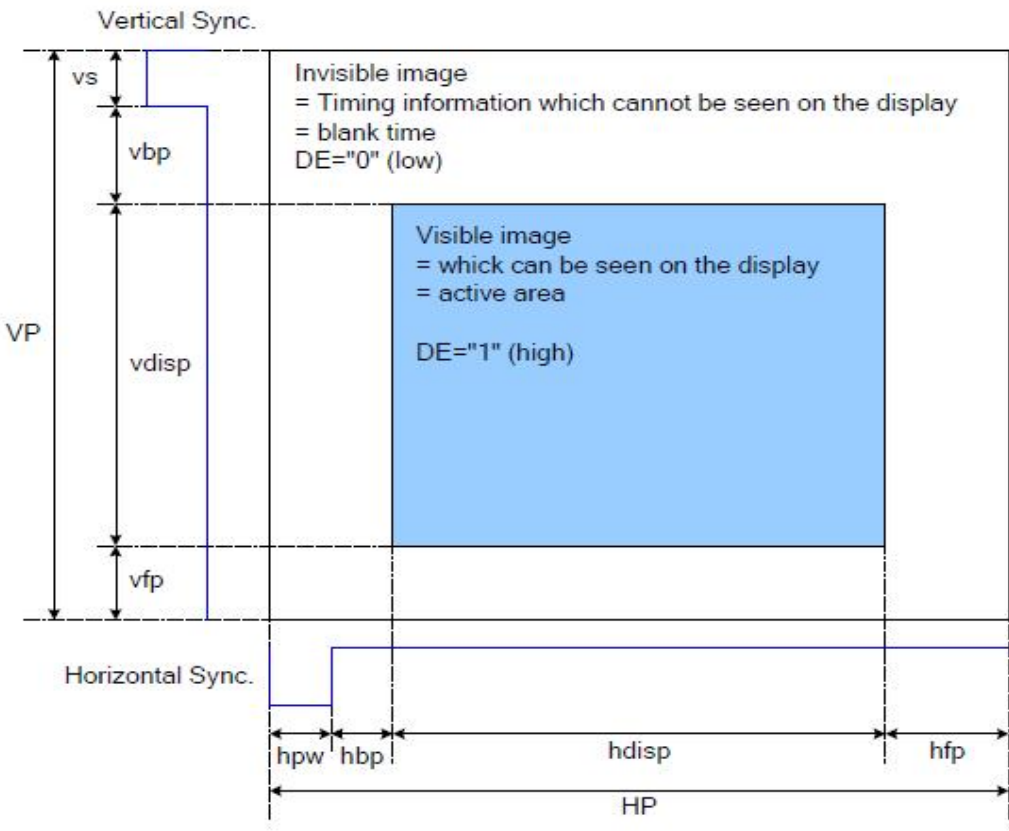 Vertical Sync.
vs
Invisible image
= Timing information which cannot be seen on the display
= blank time
DE="0" (low)
vbp
Visible image
= whick can be seen on the display
= active area
DE="1" (high)
VP
vdisp
vfp
Horizontal Sync.
hpw
hbp
hdisp
hfp
HP